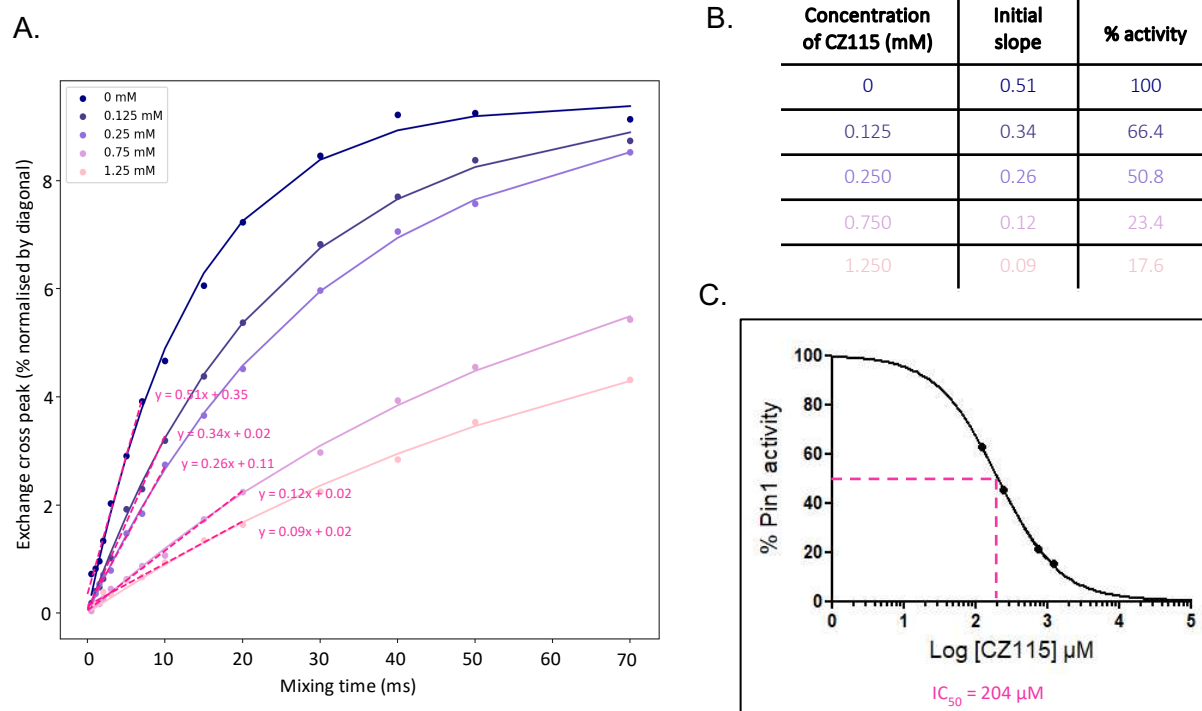 A.
0 mM
0.125 mM
0.25 mM
0.75 mM
1.25 mM
Exchange cross peak (% normalised by diagonal)
8
6
4
2
0
y = 0.51x + 0.35
y = 0.34x + 0.02
y = 0.26x + 0.11
y = 0.12x + 0.02
y = 0.09x + 0.02
0 10 20 30 40 50 60 70
Mixing time (ms)
B.
Concentration of CZ115 (mM) Initial slope % activity
0 0.51 100
0.125 0.34 66.4
0.250 0.26 50.8
0.750 0.12 23.4
1.250 0.09 17.6
C.
% Pin1 activity
100
80
60
40
20
0
0 1 2 3 4 5
Log [CZ115] µM
IC50 = 204 µM